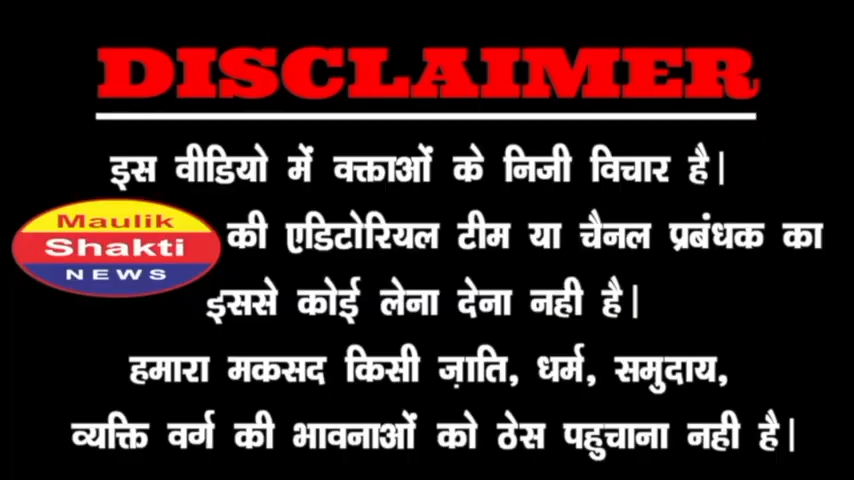 DISCLAIMER
इस वीडियो में वक्ताओं के निजी विचार है|
Maulik
Shakti
NEWS
की एडिटोरियल टीम या चैनल प्रबंधक का
इससे कोई लेना देना नही है|
हमारा मकसद किसी ज़ाति, धर्म, समुदाय,
व्यक्ति वर्ग की भावनाओं को ठेस पहुचाना नही है|